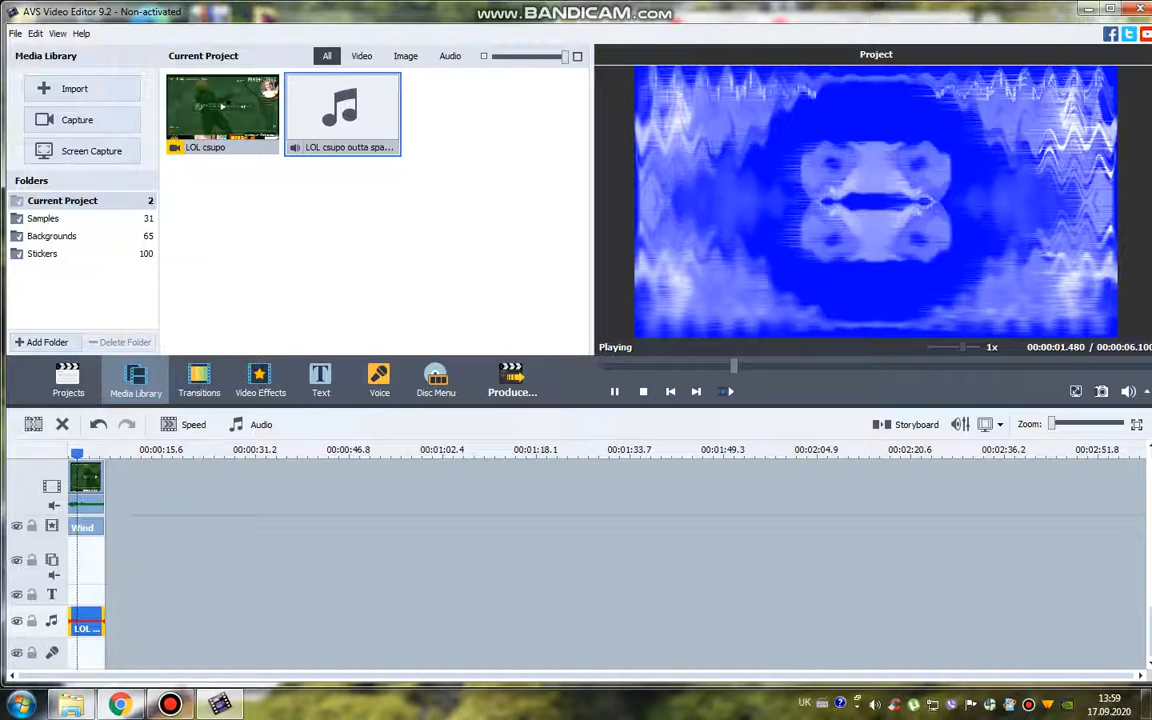 AVS Video Editor 9.2 - Non-activated
www.BANDICAM.com
File Edit View Help
Media Library
Current Project
All Video Image Audio
Project
Import
Capture
Screen Capture
LOL csupo
LOL csupo outta spa...
Folders
Current Project 2
Samples 31
Backgrounds 65
Stickers 100
Add Folder
Delete Folder
Playing
1x
00:00:01.480 / 00:00:06.100
Projects
Media Library
Transitions
Video Effects
Text
Voice
Disc Menu
Produce...
Speed
Audio
Storyboard
Zoom:
00:00:15.6
00:00:31.2
00:00:46.8
00:01:02.4
00:01:18.1
00:01:33.7
00:01:49.3
00:02:04.9
00:02:20.6
00:02:36.2
00:02:51.8
Wind
T
LOL ...
UK
13:59
17.09.2020